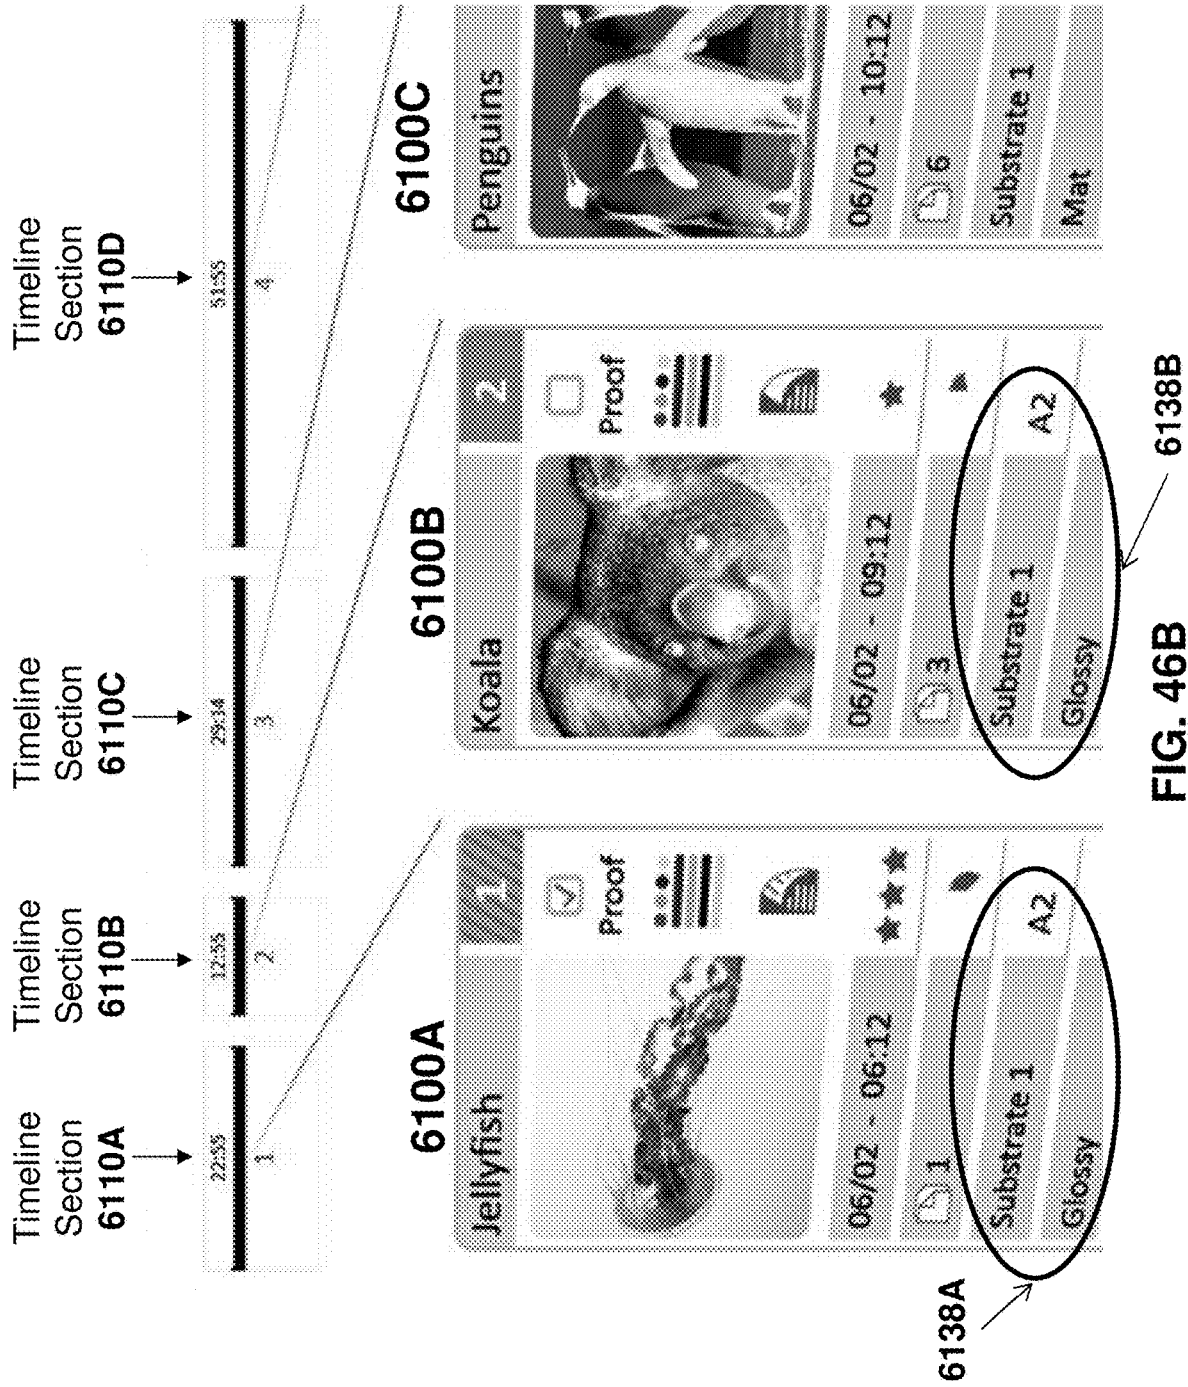 Timeline
Section
6110A
Timeline
Section
6110B
Timeline
Section
6110C
Timeline
Section
6110D
22:55
12:55
29:34
51:55
1
2
3
4
6100A
6100B
6100C
Jellyfish
1
Proof
06/02 - 06:12
1
Substrate 1
A2
Glossy
Koala
2
Proof
06/02 - 09:12
3
Substrate 1
A2
Glossy
Penguins
06/02 - 10:12
6
Substrate 1
Mat
6138A
6138B
FIG. 46B